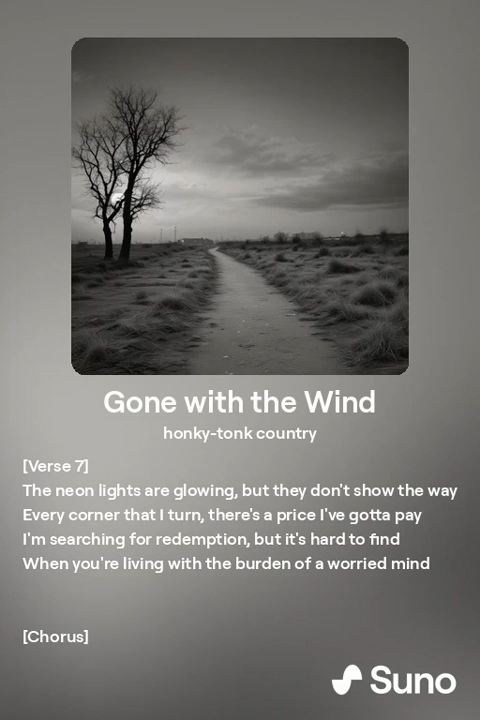 Gone with the Wind
honky-tonk country
[Verse 7]
The neon lights are glowing, but they don't show the way
Every corner that I turn, there's a price I've gotta pay
I'm searching for redemption, but it's hard to find
When you're living with the burden of a worried mind
[Chorus]
Suno